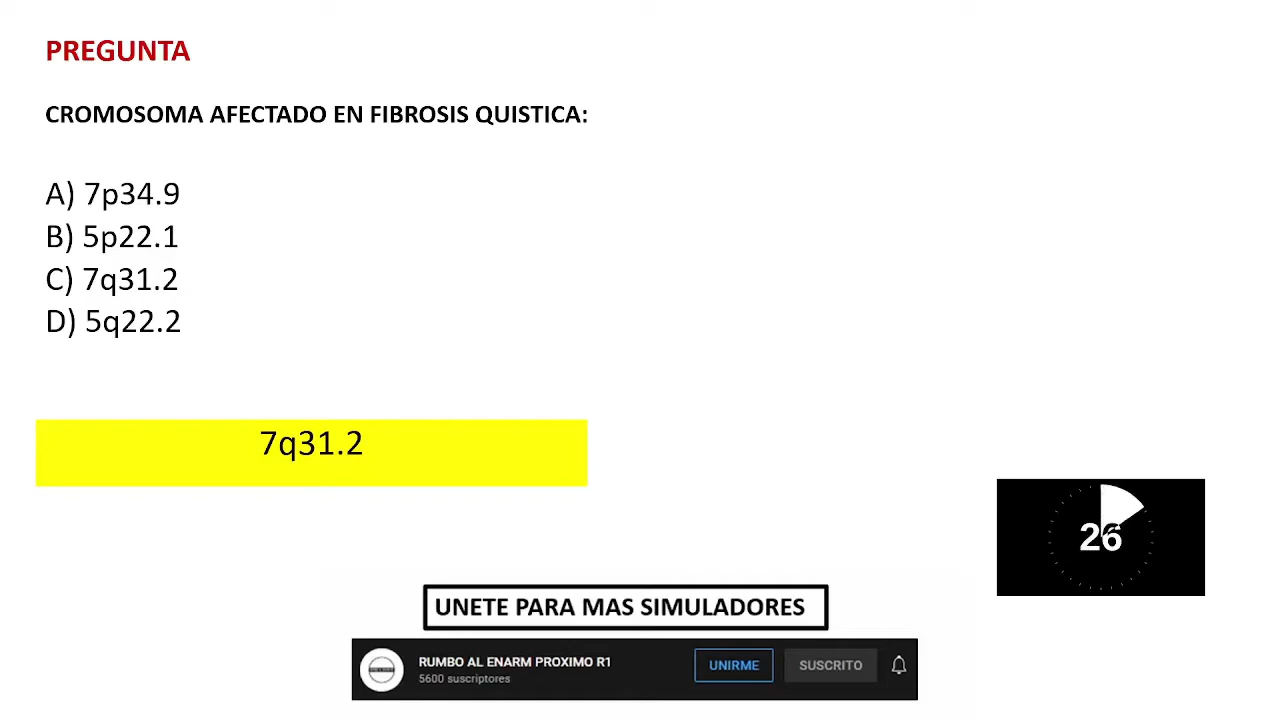 PREGUNTA
CROMOSOMA AFECTADO EN FIBROSIS QUISTICA:
A) 7p34.9
B) 5p22.1
C) 7q31.2
D) 5q22.2
7q31.2
26
UNETE PARA MAS SIMULADORES
RUMBO AL ENARM PROXIMO R1
5600 suscriptores
UNIRME
SUSCRITO